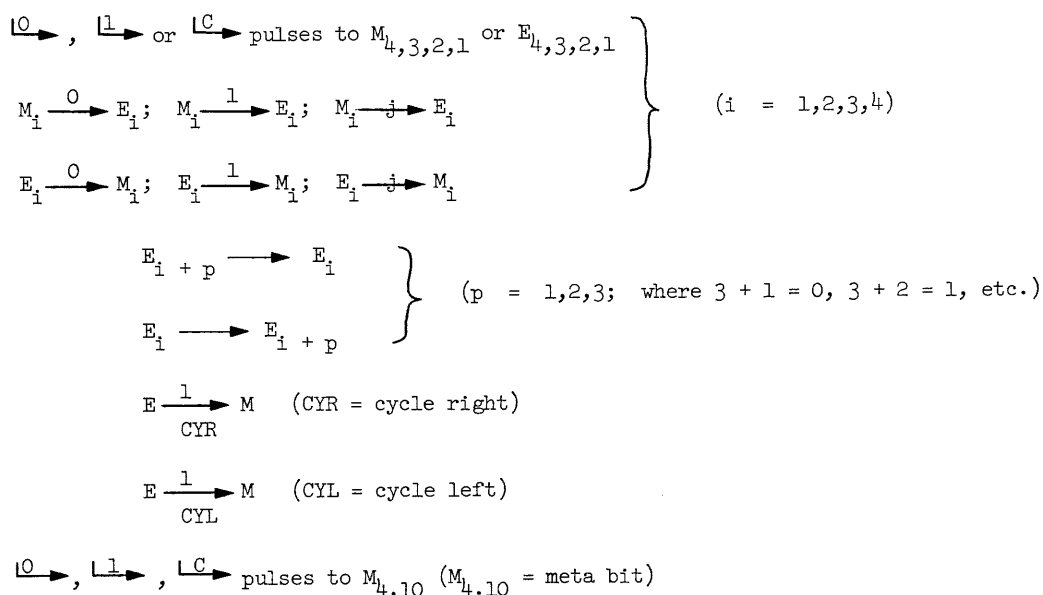 |0→ , |1→ or |C→ pulses to M4,3,2,1 or E4,3,2,1
Mi 0→ Ei; Mi 1→ Ei; Mi j→ Ei (i = 1,2,3,4)
Ei 0→ Mi; Ei 1→ Mi; Ei j→ Mi
Ei + p → Ei
(p = 1,2,3; where 3 + 1 = 0, 3 + 2 = 1, etc.)
Ei → Ei + p
E 1→ M (CYR = cycle right)
CYR
E 1→ M (CYL = cycle left)
CYL
|0→ , |1→ , |C→ pulses to M4.10 (M4.10 = meta bit)